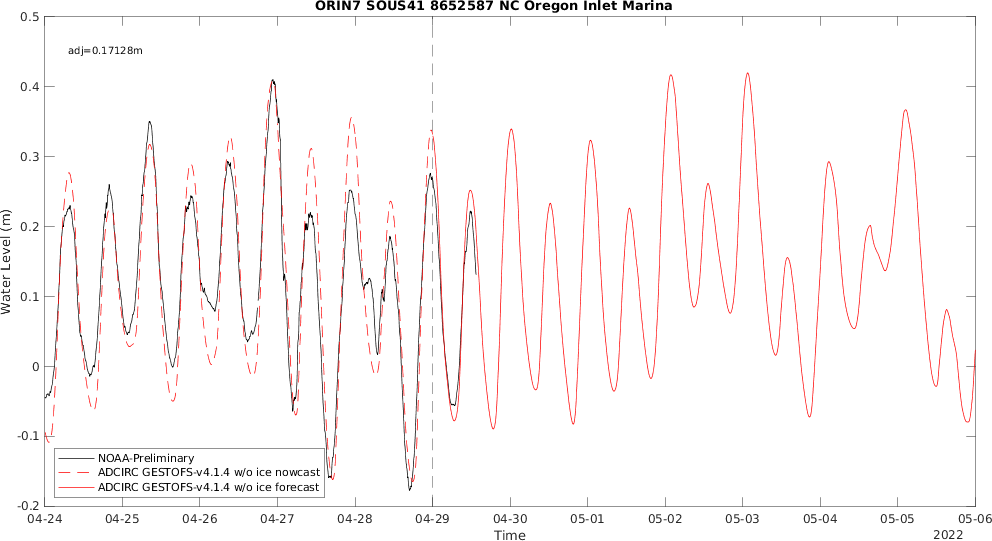 ORIN7 SOUS41 8652587 NC Oregon Inlet Marina
adj=0.17128m
Water Level (m)
0.5
0.4
0.3
0.2
0.1
0
-0.1
-0.2
NOAA-Preliminary
ADCIRC GESTOFS-v4.1.4 w/o ice nowcast
ADCIRC GESTOFS-v4.1.4 w/o ice forecast
04-24 04-25 04-26 04-27 04-28 04-29 04-30 05-01 05-02 05-03 05-04 05-05 05-06
Time
2022